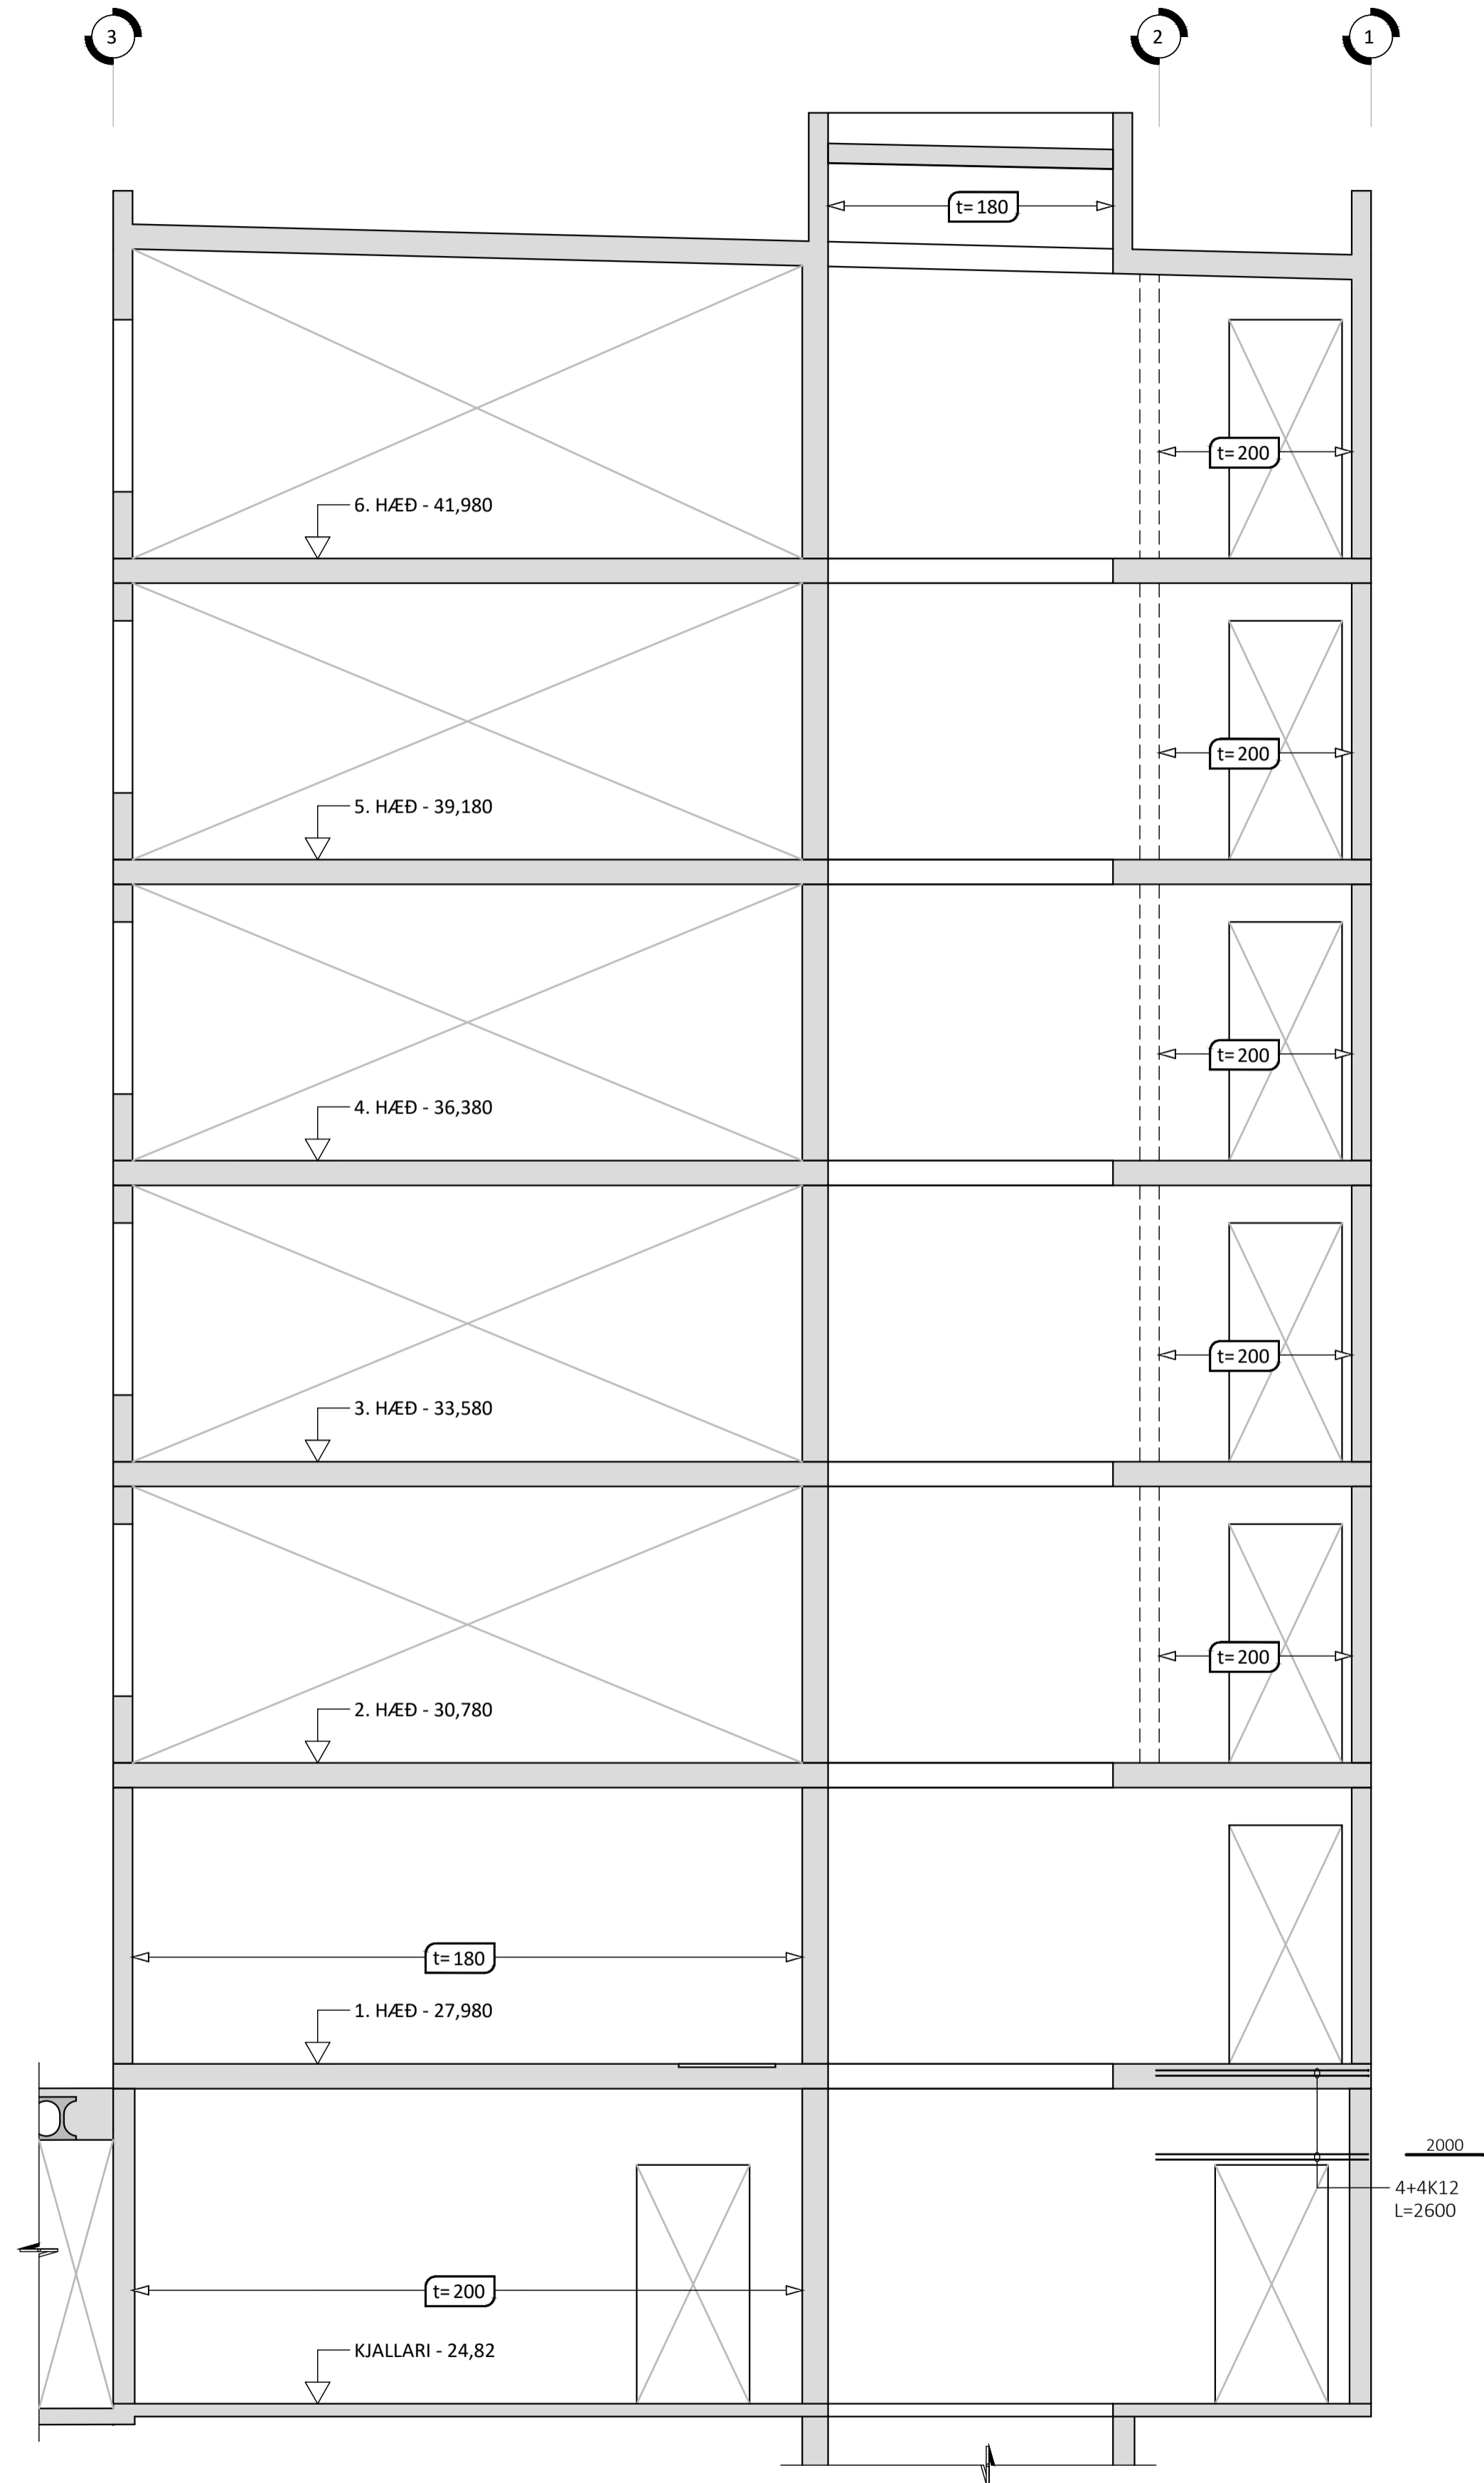 3
2
1
t=180
t=200
6. HÆÐ - 41,980
t=200
5. HÆÐ - 39,180
t=200
4. HÆÐ - 36,380
t=200
3. HÆÐ - 33,580
t=200
2. HÆÐ - 30,780
t=180
1. HÆÐ - 27,980
2000
4+4K12
L=2600
t=200
KJALLARI - 24,82